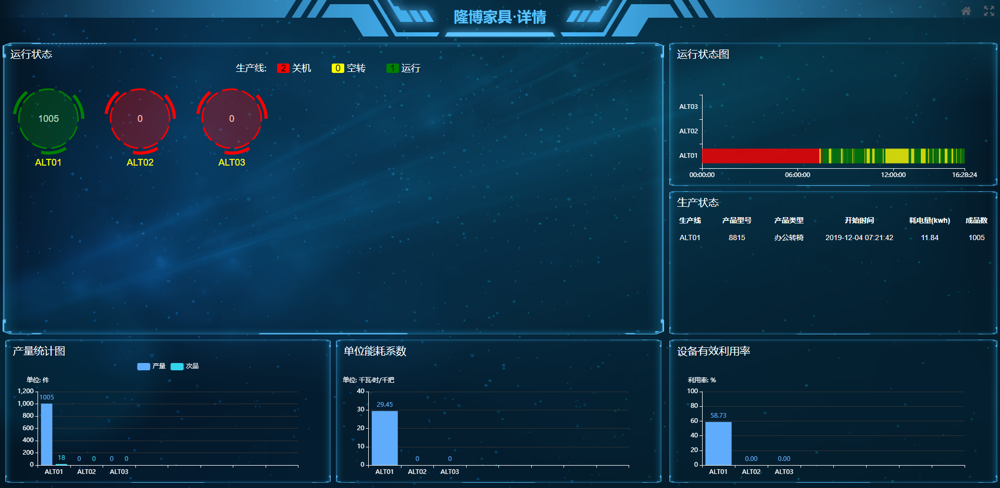 隆博家具·详情
运行状态
生产线: 2 关机 0 空转 1 运行
1005 0 0
ALT01 ALT02 ALT03
运行状态图
ALT03
ALT02
ALT01
00:00:00 06:00:00 12:00:00 16:28:24
生产状态
生产线 产品型号 产品类型 开始时间 耗电量(kwh) 成品数
ALT01 8815 办公转椅 2019-12-04 07:21:42 11.84 1005
产量统计图
产量 次品
单位: 件
1,200
1,000
800
600
400
200
0
1005 18 0 0 0 0
ALT01 ALT02 ALT03
单位能耗系数
单位: 千瓦·时/千把
40
30
20
10
0
29.45 0 0
ALT01 ALT02 ALT03
设备有效利用率
利用率: %
100
80
60
40
20
0
58.73 0.00 0.00
ALT01 ALT02 ALT03